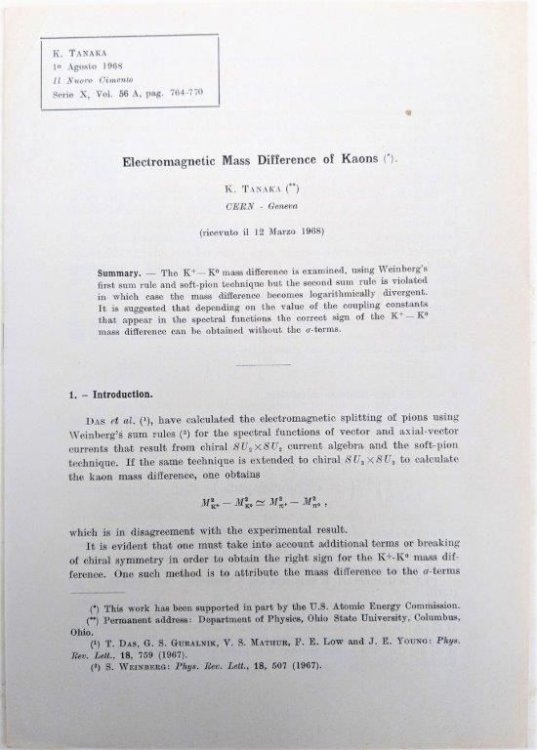 K. TANAKA
1º Agosto 1968
Il Nuovo Cimento
Serie X, Vol. 56 A, pag. 764-770
Electromagnetic Mass Difference of Kaons (*).
K. TANAKA (**)
CERN - Geneva
(ricevuto il 12 Marzo 1968)
Summary. — The K⁺ — K⁰ mass difference is examined, using Weinberg's
first sum rule and soft-pion technique but the second sum rule is violated
in which case the mass difference becomes logarithmically divergent.
It is suggested that depending on the value of the coupling constants
that appear in the spectral functions the correct sign of the K⁺ — K⁰
mass difference can be obtained without the σ-terms.
1. – Introduction.
DAS et al. (¹), have calculated the electromagnetic splitting of pions using
Weinberg's sum rules (²) for the spectral functions of vector and axial-vector
currents that result from chiral SU₂×SU₂ current algebra and the soft-pion
technique. If the same technique is extended to chiral SU₃×SU₃ to calculate
the kaon mass difference, one obtains
M²K⁺ — M²K⁰ ≃ M²π⁺ — M²π⁰ ,
which is in disagreement with the experimental result.
It is evident that one must take into account additional terms or breaking
of chiral symmetry in order to obtain the right sign for the K⁺-K⁰ mass dif-
ference. One such method is to attribute the mass difference to the σ-terms
(*) This work has been supported in part by the U.S. Atomic Energy Commission.
(**) Permanent address: Department of Physics, Ohio State University, Columbus,
Ohio.
(¹) T. DAS, G. S. GURALNIK, V. S. MATHUR, F. E. LOW and J. E. YOUNG: Phys.
Rev. Lett., 18, 759 (1967).
(²) S. WEINBERG: Phys. Rev. Lett., 18, 507 (1967).